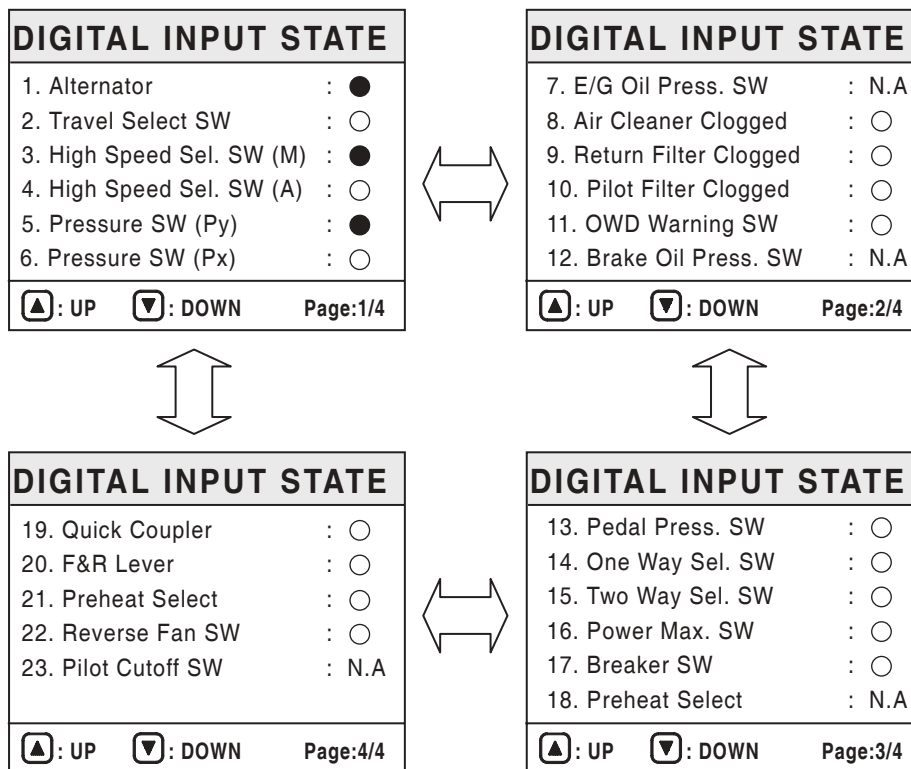 DIGITAL INPUT STATE
1. Alternator : ●
2. Travel Select SW : ○
3. High Speed Sel. SW (M) : ●
4. High Speed Sel. SW (A) : ○
5. Pressure SW (Py) : ●
6. Pressure SW (Px) : ○
▲ : UP ▼ : DOWN Page:1/4
DIGITAL INPUT STATE
7. E/G Oil Press. SW : N.A
8. Air Cleaner Clogged : ○
9. Return Filter Clogged : ○
10. Pilot Filter Clogged : ○
11. OWD Warning SW : ○
12. Brake Oil Press. SW : N.A
▲ : UP ▼ : DOWN Page:2/4
DIGITAL INPUT STATE
19. Quick Coupler : ○
20. F&R Lever : ○
21. Preheat Select : ○
22. Reverse Fan SW : ○
23. Pilot Cutoff SW : N.A
▲ : UP ▼ : DOWN Page:4/4
DIGITAL INPUT STATE
13. Pedal Press. SW : ○
14. One Way Sel. SW : ○
15. Two Way Sel. SW : ○
16. Power Max. SW : ○
17. Breaker SW : ○
18. Preheat Select : N.A
▲ : UP ▼ : DOWN Page:3/4